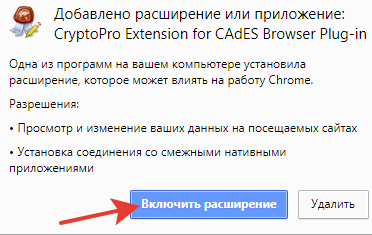 Добавлено расширение или приложение:
CryptoPro Extension for CAdES Browser Plug-in
Одна из программ на вашем компьютере установила
расширение, которое может влиять на работу Chrome.
Разрешения:
• Просмотр и изменение ваших данных на посещаемых сайтах
• Установка соединения со смежными нативными
приложениями
Включить расширение
Удалить